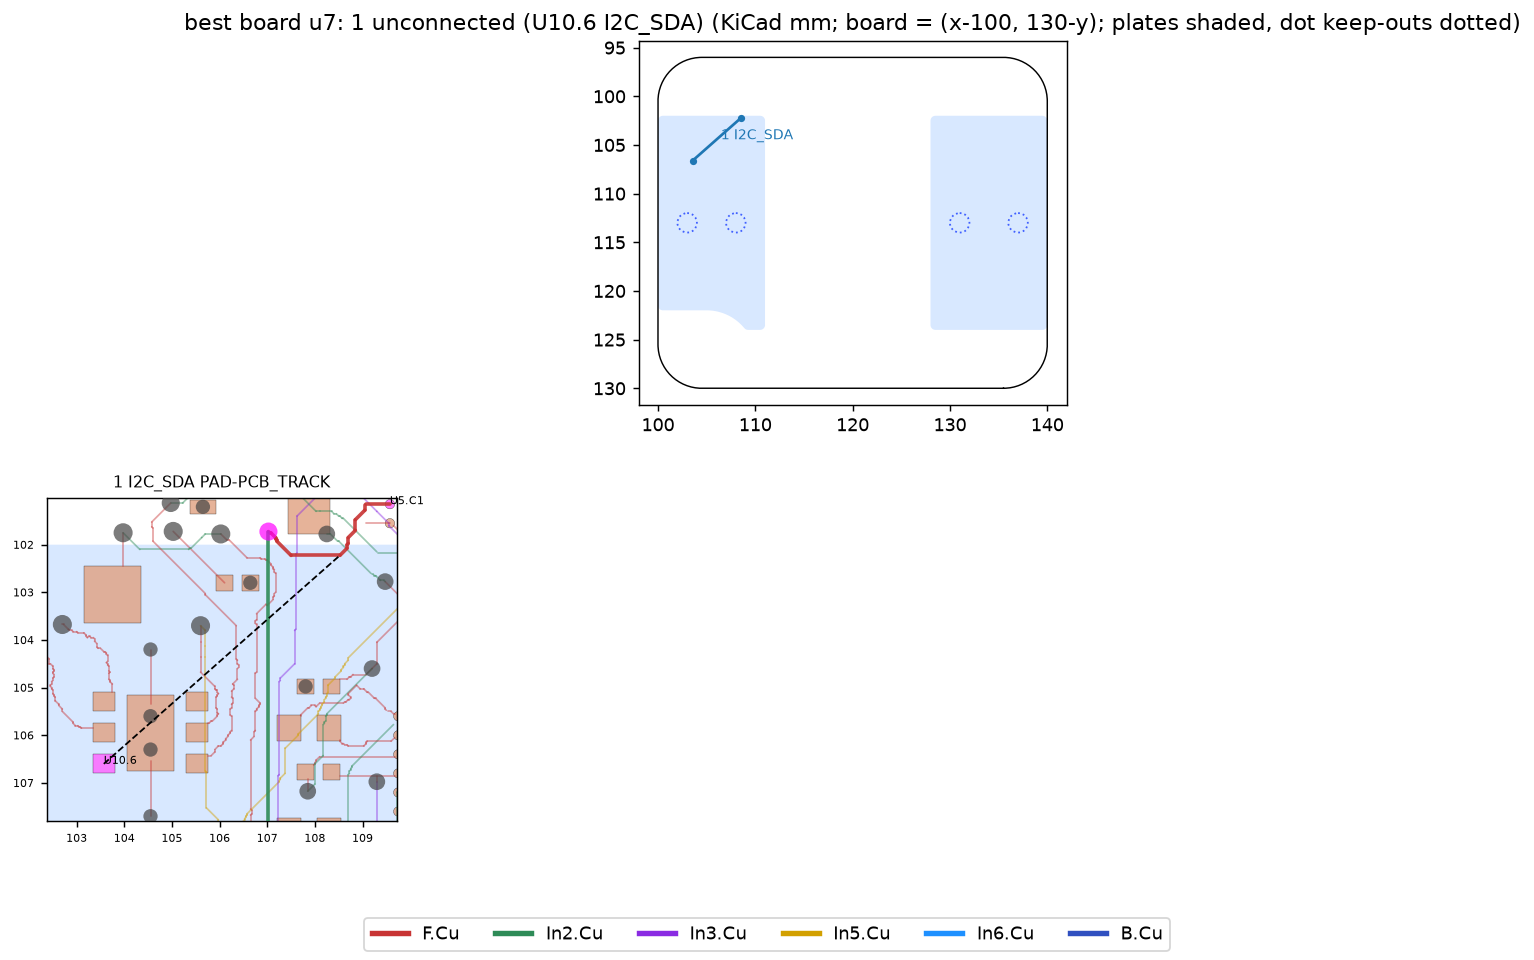 best board u7: 1 unconnected (U10.6 I2C_SDA) (KiCad mm; board = (x-100, 130-y); plates shaded, dot keep-outs dotted)
95
100
105
110
115
120
125
130
1 I2C_SDA
100
110
120
130
140
1 I2C_SDA PAD-PCB_TRACK
U5.C1
102
103
104
105
106
107
U10.6
103
104
105
106
107
108
109
F.Cu
In2.Cu
In3.Cu
In5.Cu
In6.Cu
B.Cu